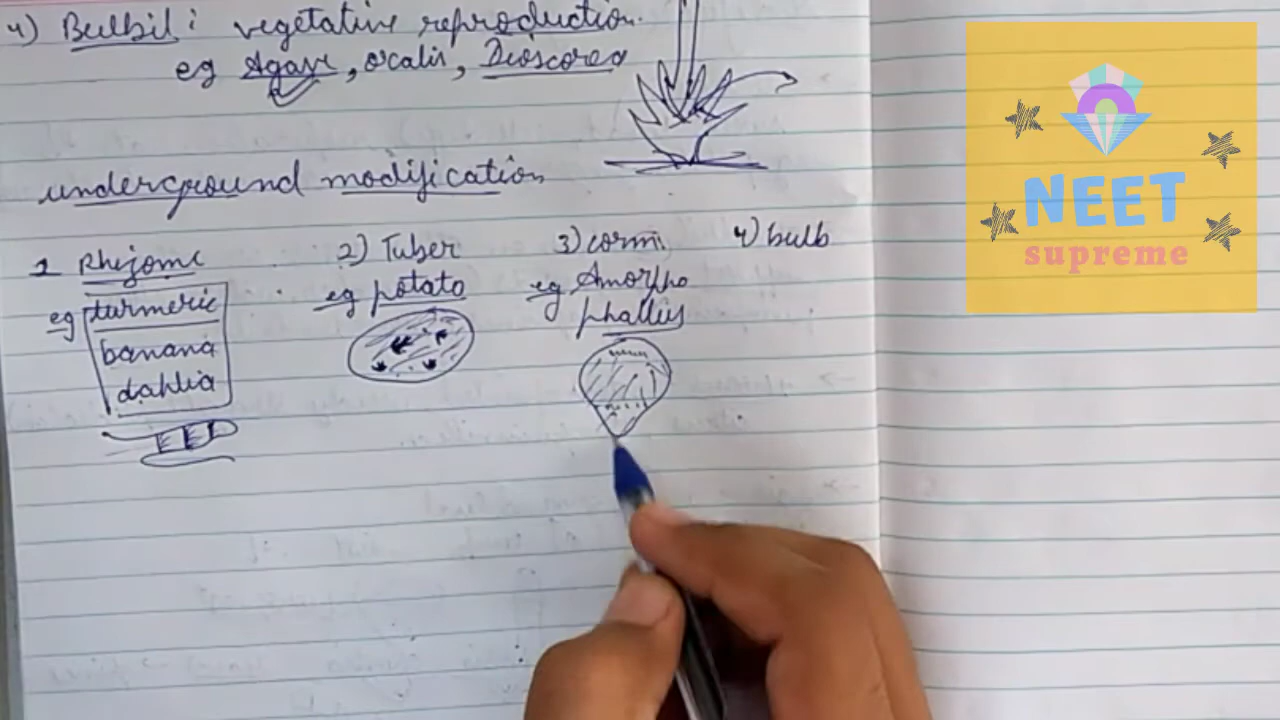 4) Bulbil : vegetative reproduction.
eg Agave, oxalis, Dioscorea
underground modification
1 Rhizome
eg turmeric
banana
dahlia
2) Tuber
eg potato
3) corm
eg Amorpho
phallus
4) bulb
NEET
supreme